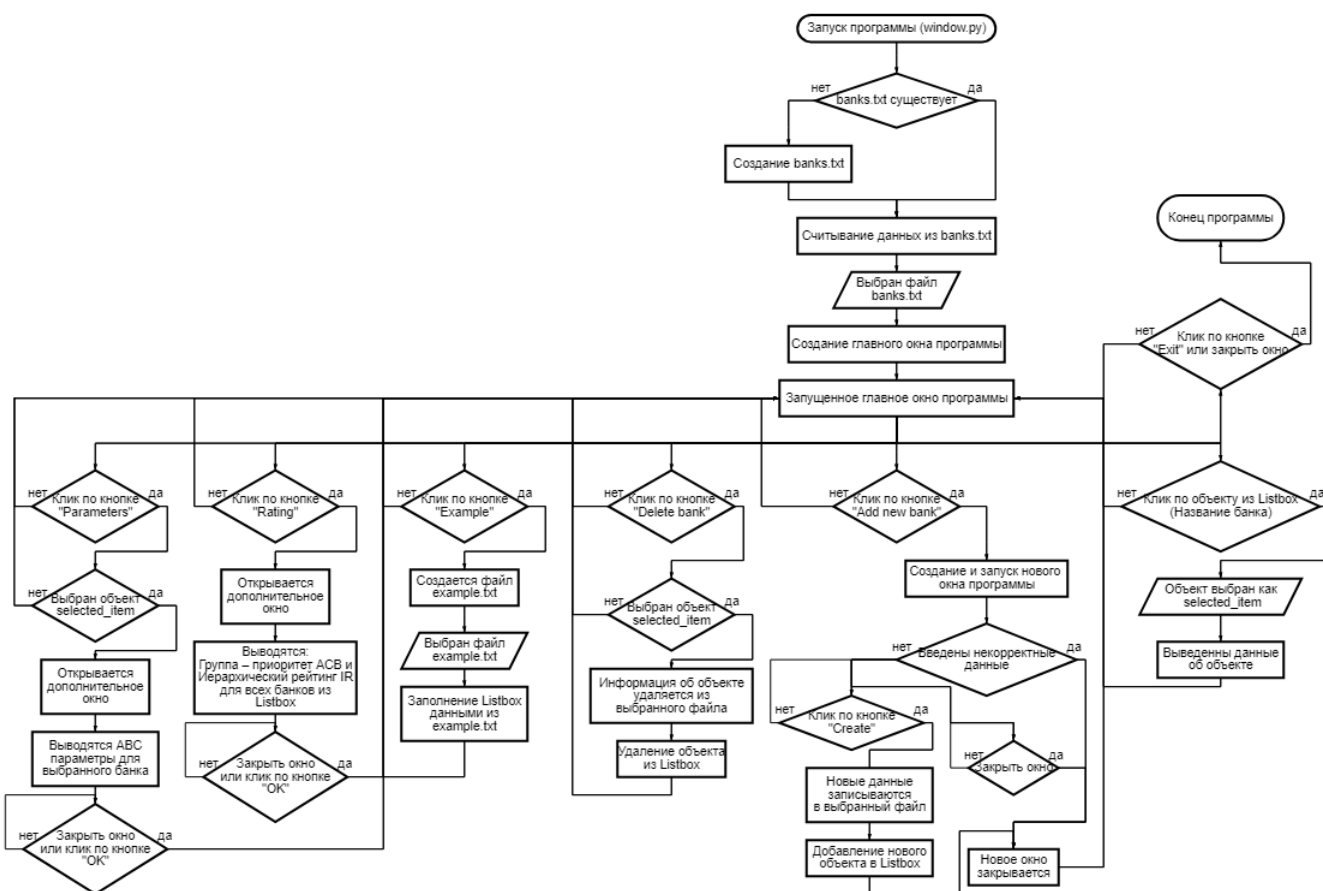 Запуск программы (window.py)
нет
да
banks.txt существует
Создание banks.txt
Считывание данных из banks.txt
Выбран файл
banks.txt
Создание главного окна программы
Запущенное главное окно программы
Конец программы
нет
да
Клик по кнопке
"Exit" или закрыть окно
нет
да
Клик по кнопке
"Parameters"
нет
да
Выбран объект
selected_item
Открывается
дополнительное
окно
Выводятся ABC
параметры для
выбранного банка
нет
да
Закрыть окно
или клик по кнопке
"OK"
нет
да
Клик по кнопке
"Rating"
Открывается
дополнительное
окно
Выводятся:
Группа – приоритет ACB и
Иерархический рейтинг IR
для всех банков из
Listbox
нет
да
Закрыть окно
или клик по кнопке
"OK"
нет
да
Клик по кнопке
"Example"
Создается файл
example.txt
Выбран файл
example.txt
Заполнение Listbox
данными из
example.txt
нет
да
Клик по кнопке
"Delete bank"
нет
да
Выбран объект
selected_item
Информация об объекте
удаляется из
выбранного файла
Удаление объекта
из Listbox
нет
да
Клик по кнопке
"Add new bank"
Создание и запуск нового
окна программы
нет
да
Введены некорректные
данные
нет
да
Клик по кнопке
"Create"
Новые данные
записываются
в выбранный файл
Добавление нового
объекта в Listbox
нет
да
Закрыть окно
Новое окно
закрывается
нет
да
Клик по объекту из Listbox
(Название банка)
Объект выбран как
selected_item
Выведенны данные
об объекте